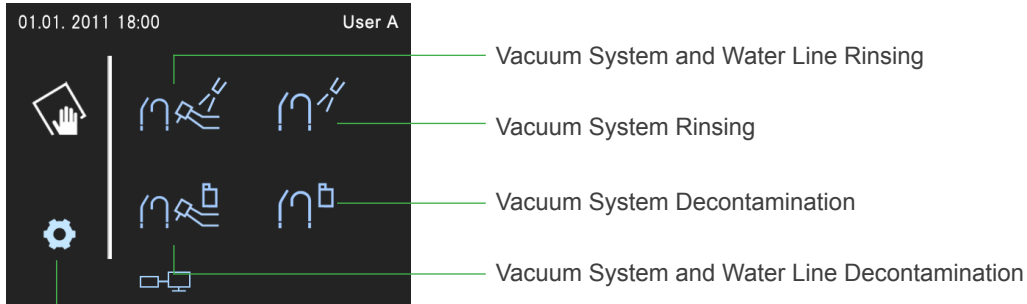 01.01. 2011 18:00 User A
Vacuum System and Water Line Rinsing
Vacuum System Rinsing
Vacuum System Decontamination
Vacuum System and Water Line Decontamination